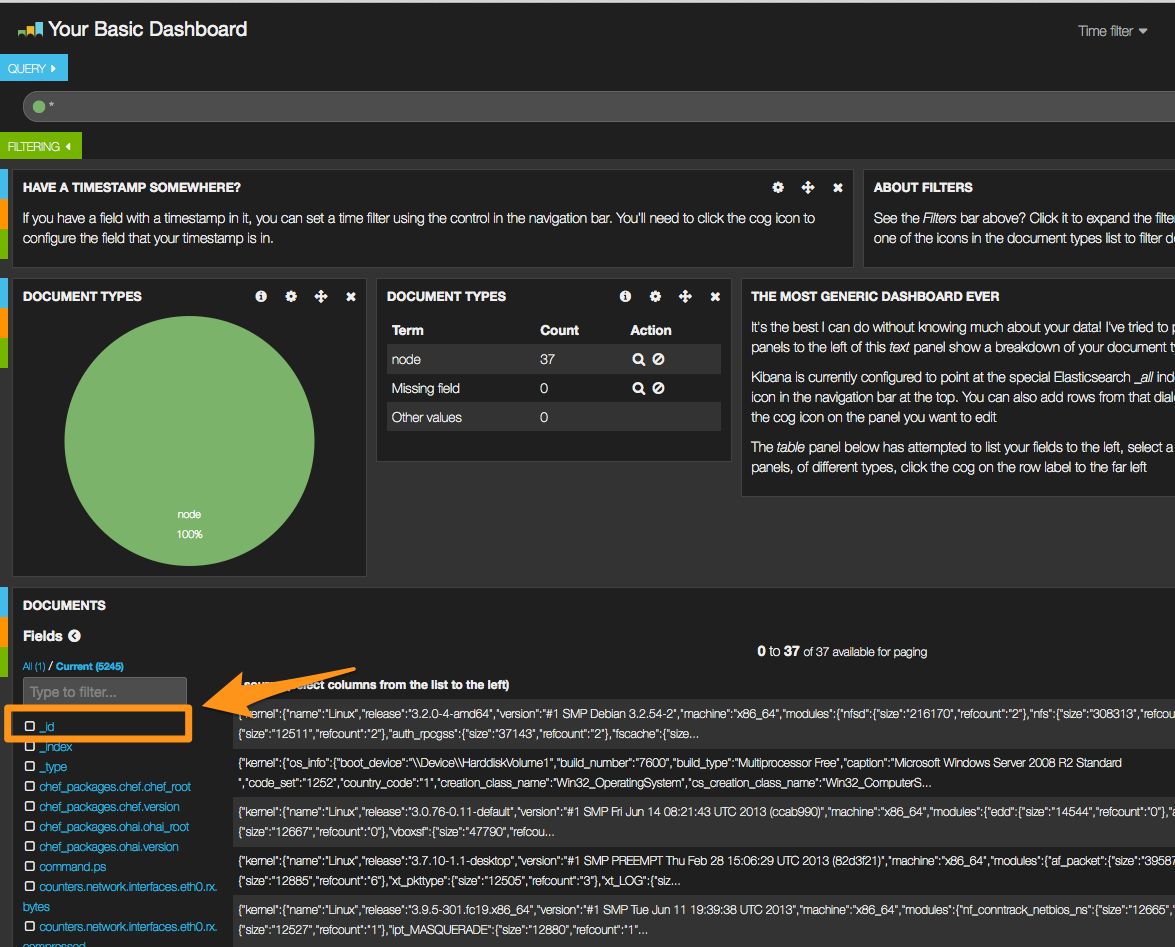 Your Basic Dashboard
Time filter
QUERY
*
FILTERING
HAVE A TIMESTAMP SOMEWHERE?
If you have a field with a timestamp in it, you can set a time filter using the control in the navigation bar. You'll need to click the cog icon to
configure the field that your timestamp is in.
ABOUT FILTERS
See the Filters bar above? Click it to expand the filte
one of the icons in the document types list to filter d
DOCUMENT TYPES
node
100%
DOCUMENT TYPES
Term Count Action
node 37
Missing field 0
Other values 0
THE MOST GENERIC DASHBOARD EVER
It's the best I can do without knowing much about your data! I've tried to p
panels to the left of this text panel show a breakdown of your document ty
Kibana is currently configured to point at the special Elasticsearch _all ind
icon in the navigation bar at the top. You can also add rows from that dial
the cog icon on the panel you want to edit
The table panel below has attempted to list your fields to the left, select a
panels, of different types, click the cog on the row label to the far left
DOCUMENTS
Fields
All (1) / Current (5245)
Type to filter...
_id
_index
_type
chef_packages.chef.chef_root
chef_packages.chef.version
chef_packages.ohai.ohai_root
chef_packages.ohai.version
command.ps
counters.network.interfaces.eth0.rx.
bytes
counters.network.interfaces.eth0.rx.
compressed
0 to 37 of 37 available for paging
select columns from the list to the left)
{"kernel":{"name":"Linux","release":"3.2.0-4-amd64","version":"#1 SMP Debian 3.2.54-2","machine":"x86_64","modules":{"nfsd":{"size":"216170","refcount":"2"},"nfs":{"size":"308313","refcou
{"size":"12511","refcount":"2"},"auth_rpcgss":{"size":"37143","refcount":"2"},"fscache":{"size...
{"kernel":{"os_info":{"boot_device":"\\Device\\HarddiskVolume1","build_number":"7600","build_type":"Multiprocessor Free","caption":"Microsoft Windows Server 2008 R2 Standard
","code_set":"1252","country_code":"1","creation_class_name":"Win32_OperatingSystem","cs_creation_class_name":"Win32_ComputerS...
{"kernel":{"name":"Linux","release":"3.0.76-0.11-default","version":"#1 SMP Fri Jun 14 08:21:43 UTC 2013 (ccab990)","machine":"x86_64","modules":{"edd":{"size":"14544","refcount":"0"},"a
{"size":"12667","refcount":"0"},"vboxsf":{"size":"47790","refcou...
{"kernel":{"name":"Linux","release":"3.7.10-1.1-desktop","version":"#1 SMP PREEMPT Thu Feb 28 15:06:29 UTC 2013 (82d3f21)","machine":"x86_64","modules":{"af_packet":{"size":"39587
{"size":"12885","refcount":"6"},"xt_pkttype":{"size":"12505","refcount":"3"},"xt_LOG":{"siz...
{"kernel":{"name":"Linux","release":"3.9.5-301.fc19.x86_64","version":"#1 SMP Tue Jun 11 19:39:38 UTC 2013","machine":"x86_64","modules":{"nf_conntrack_netbios_ns":{"size":"12665","
{"size":"12527","refcount":"1"},"ipt_MASQUERADE":{"size":"12880","refcount":"1"...